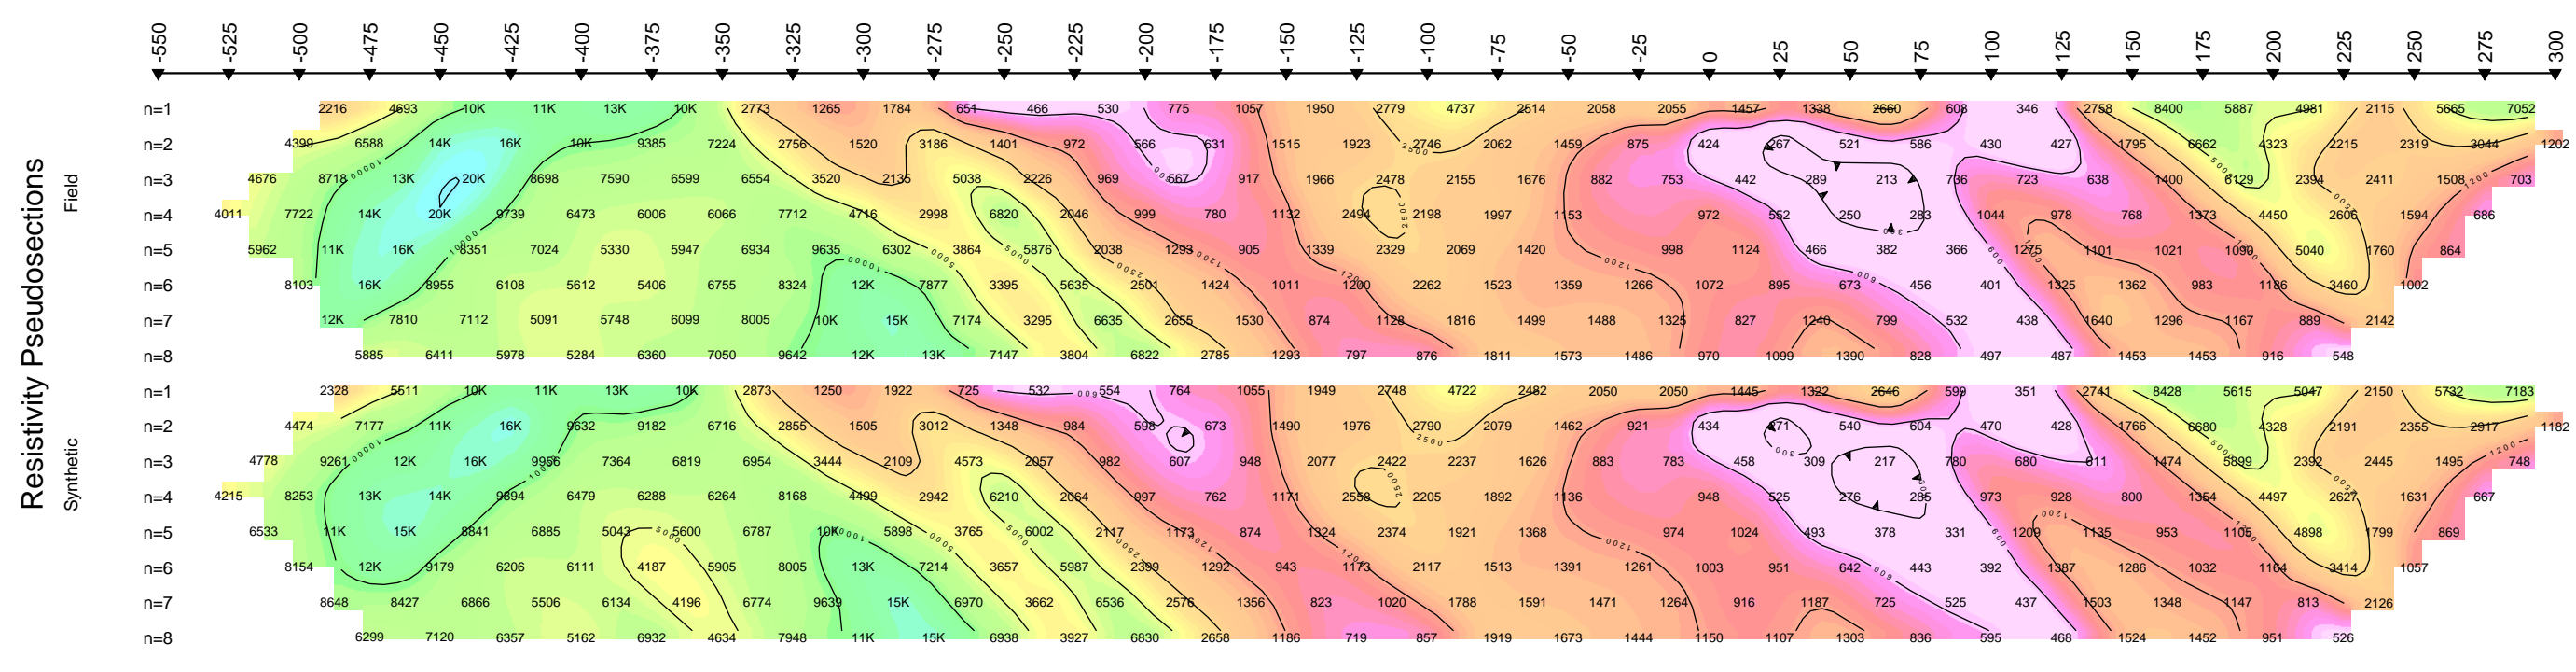 -550 -525 -500 -475 -450 -425 -400 -375 -350 -325 -300 -275 -250 -225 -200 -175 -150 -125 -100 -75 -50 -25 0 25 50 75 100 125 150 175 200 225 250 275 300
Resistivity Pseudosections
Field
n=1 2216 4693 10K 11K 13K 10K 2773 1265 1784 651 466 530 775 1057 1950 2779 4737 2514 2058 2055 1457 1338 2660 608 346 2758 8400 5887 4981 2115 5665 7052
n=2 4399 6588 14K 16K 10K 9385 7224 2756 1520 3186 1401 972 566 631 1515 1923 2746 2062 1459 875 424 267 521 586 430 427 1795 6662 4323 2215 2319 3044 1202
n=3 4676 8718 13K 20K 8698 7590 6599 6554 3520 2135 5038 2226 969 667 917 1966 2478 2155 1676 882 753 442 289 213 736 723 638 1400 6129 2394 2411 1508 703
n=4 4011 7722 14K 20K 9739 6473 6006 6066 7712 4716 2998 6820 2046 999 780 1132 2494 2198 1997 1153 972 552 250 283 1044 978 768 1373 4450 2606 1594 686
n=5 5962 11K 16K 8351 7024 5330 5947 6934 9635 6302 3864 5876 2038 1293 905 1339 2329 2069 1420 998 1124 466 382 366 1275 1101 1021 1090 5040 1760 864
n=6 8103 16K 8955 6108 5612 5406 6755 8324 12K 7877 3395 5635 2501 1424 1011 1200 2262 1523 1359 1266 1072 895 673 456 401 1325 1362 983 1186 3460 1002
n=7 12K 7810 7112 5091 5748 6099 8005 10K 15K 7174 3295 6635 2655 1530 874 1128 1816 1499 1488 1325 827 1240 799 532 438 1640 1296 1167 889 2142
n=8 5885 6411 5978 5284 6360 7050 9642 12K 13K 7147 3804 6822 2785 1293 797 876 1811 1573 1486 970 1099 1390 828 497 487 1453 1453 916 548
Synthetic
n=1 2328 5511 10K 11K 13K 10K 2873 1250 1922 725 532 554 764 1055 1949 2748 4722 2482 2050 2050 1445 1322 2646 599 351 2741 8428 5615 5047 2150 5732 7183
n=2 4474 7177 11K 16K 9632 9182 6716 2855 1505 3012 1348 984 598 673 1490 1976 2790 2079 1462 921 434 271 540 604 470 428 1766 6680 4328 2191 2355 2917 1182
n=3 4778 9261 12K 16K 9956 7364 6819 6954 3444 2109 4573 2057 982 607 948 2077 2422 2237 1626 883 783 458 309 217 780 680 611 1474 5899 2392 2445 1495 748
n=4 4215 8253 13K 14K 9894 6479 6288 6264 8168 4499 2942 6210 2064 997 762 1171 2558 2205 1892 1136 948 525 276 285 973 928 800 1354 4497 2627 1631 667
n=5 6533 11K 15K 8841 6885 5043 5600 6787 10K 5898 3765 6002 2117 1173 874 1324 2374 1921 1368 974 1024 493 378 331 1209 1135 953 1105 4898 1799 869
n=6 8154 12K 9179 6206 6111 4187 5905 8005 13K 7214 3657 5987 2399 1292 943 1173 2117 1513 1391 1261 1003 951 642 443 392 1387 1286 1032 1164 3414 1057
n=7 8648 8427 6866 5506 6134 4196 6774 9639 15K 6970 3662 6536 2576 1356 823 1020 1788 1591 1471 1264 916 1187 725 525 437 1503 1348 1147 813 2126
n=8 6299 7120 6357 5162 6932 4634 7948 11K 15K 6938 3927 6830 2658 1186 719 857 1919 1673 1444 1150 1107 1303 836 595 468 1524 1452 951 526